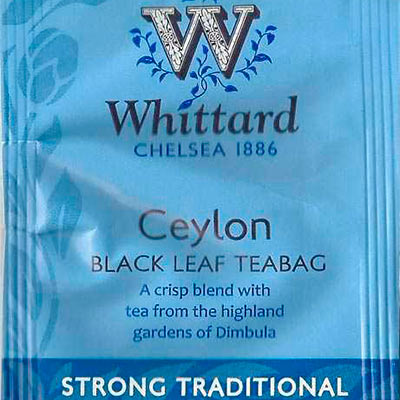 W
Whittard
CHELSEA 1886
Ceylon
BLACK LEAF TEABAG
A crisp blend with
tea from the highland
gardens of Dimbula
STRONG TRADITIONAL